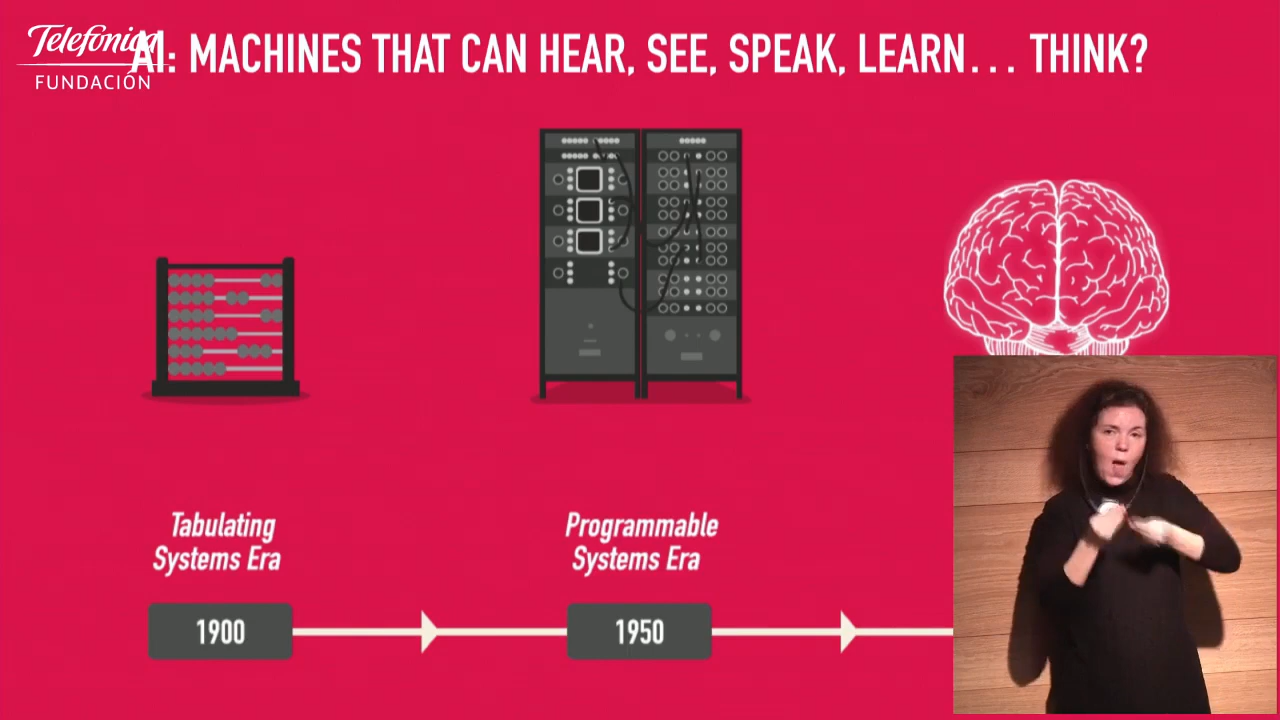 Telefónica
FUNDACIÓN
AI: MACHINES THAT CAN HEAR, SEE, SPEAK, LEARN... THINK?
Tabulating
Systems Era
Programmable
Systems Era
1900
1950